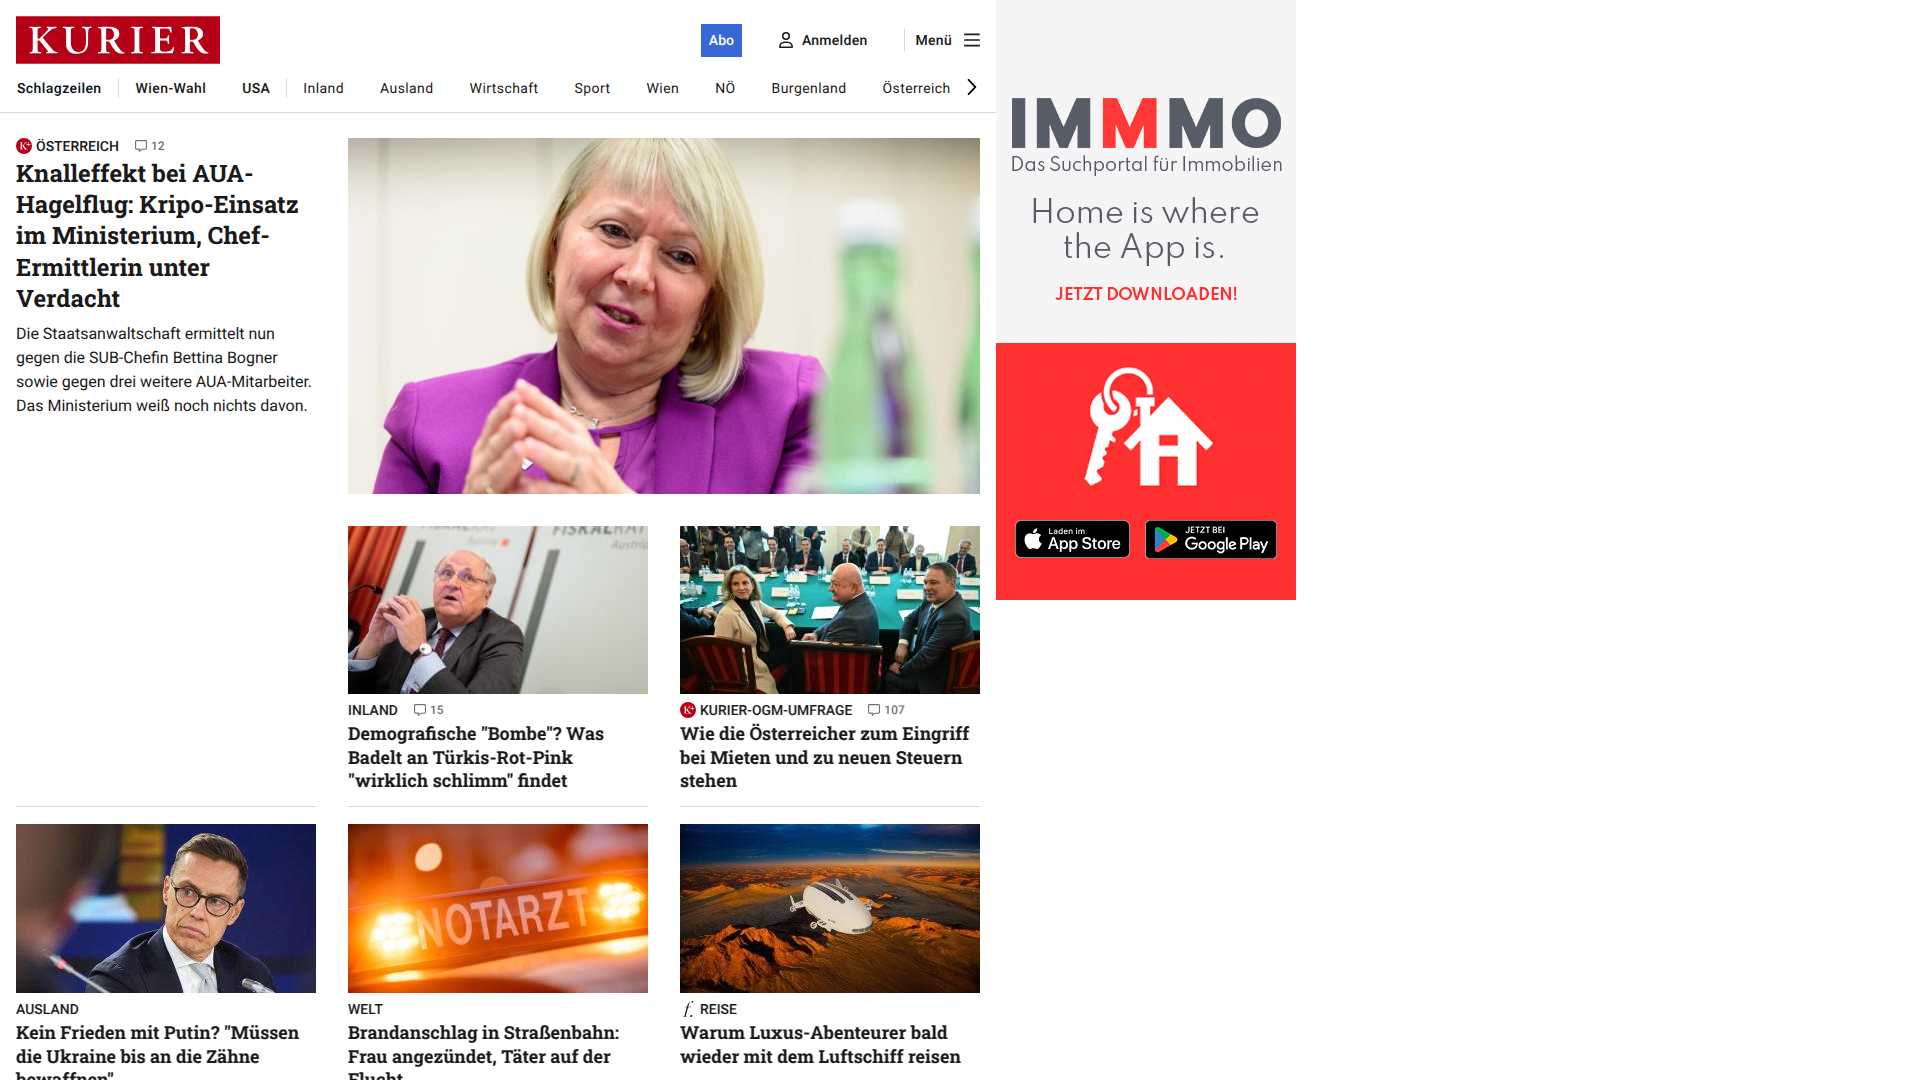 KURIER
Abo
Anmelden
Menü
Schlagzeilen
Wien-Wahl
USA
Inland
Ausland
Wirtschaft
Sport
Wien
NÖ
Burgenland
Österreich
K+ ÖSTERREICH 12
Knalleffekt bei AUA-
Hagelflug: Kripo-Einsatz
im Ministerium, Chef-
Ermittlerin unter
Verdacht
Die Staatsanwaltschaft ermittelt nun
gegen die SUB-Chefin Bettina Bogner
sowie gegen drei weitere AUA-Mitarbeiter.
Das Ministerium weiß noch nichts davon.
FISKALRAT
Austria
INLAND 15
Demografische "Bombe"? Was
Badelt an Türkis-Rot-Pink
"wirklich schlimm" findet
K+ KURIER-OGM-UMFRAGE 107
Wie die Österreicher zum Eingriff
bei Mieten und zu neuen Steuern
stehen
AUSLAND
Kein Frieden mit Putin? "Müssen
die Ukraine bis an die Zähne
bewaffnen"
NOTARZT
WELT
Brandanschlag in Straßenbahn:
Frau angezündet, Täter auf der
Flucht
f. REISE
Warum Luxus-Abenteurer bald
wieder mit dem Luftschiff reisen
IMMMO
Das Suchportal für Immobilien
Home is where
the App is.
JETZT DOWNLOADEN!
Laden im
App Store
JETZT BEI
Google Play